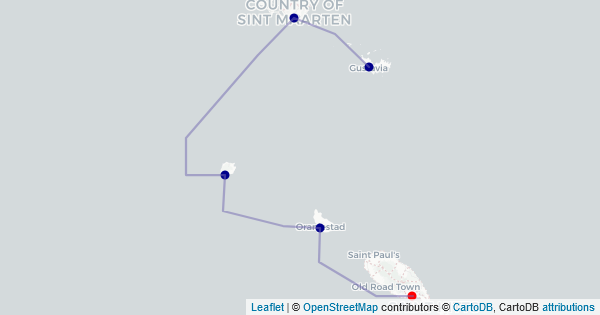 COUNTRY OF
SINT MAARTEN
Gustavia
Oranjestad
Saint Paul's
Old Road Town
Leaflet | © OpenStreetMap contributors © CartoDB, CartoDB attributions